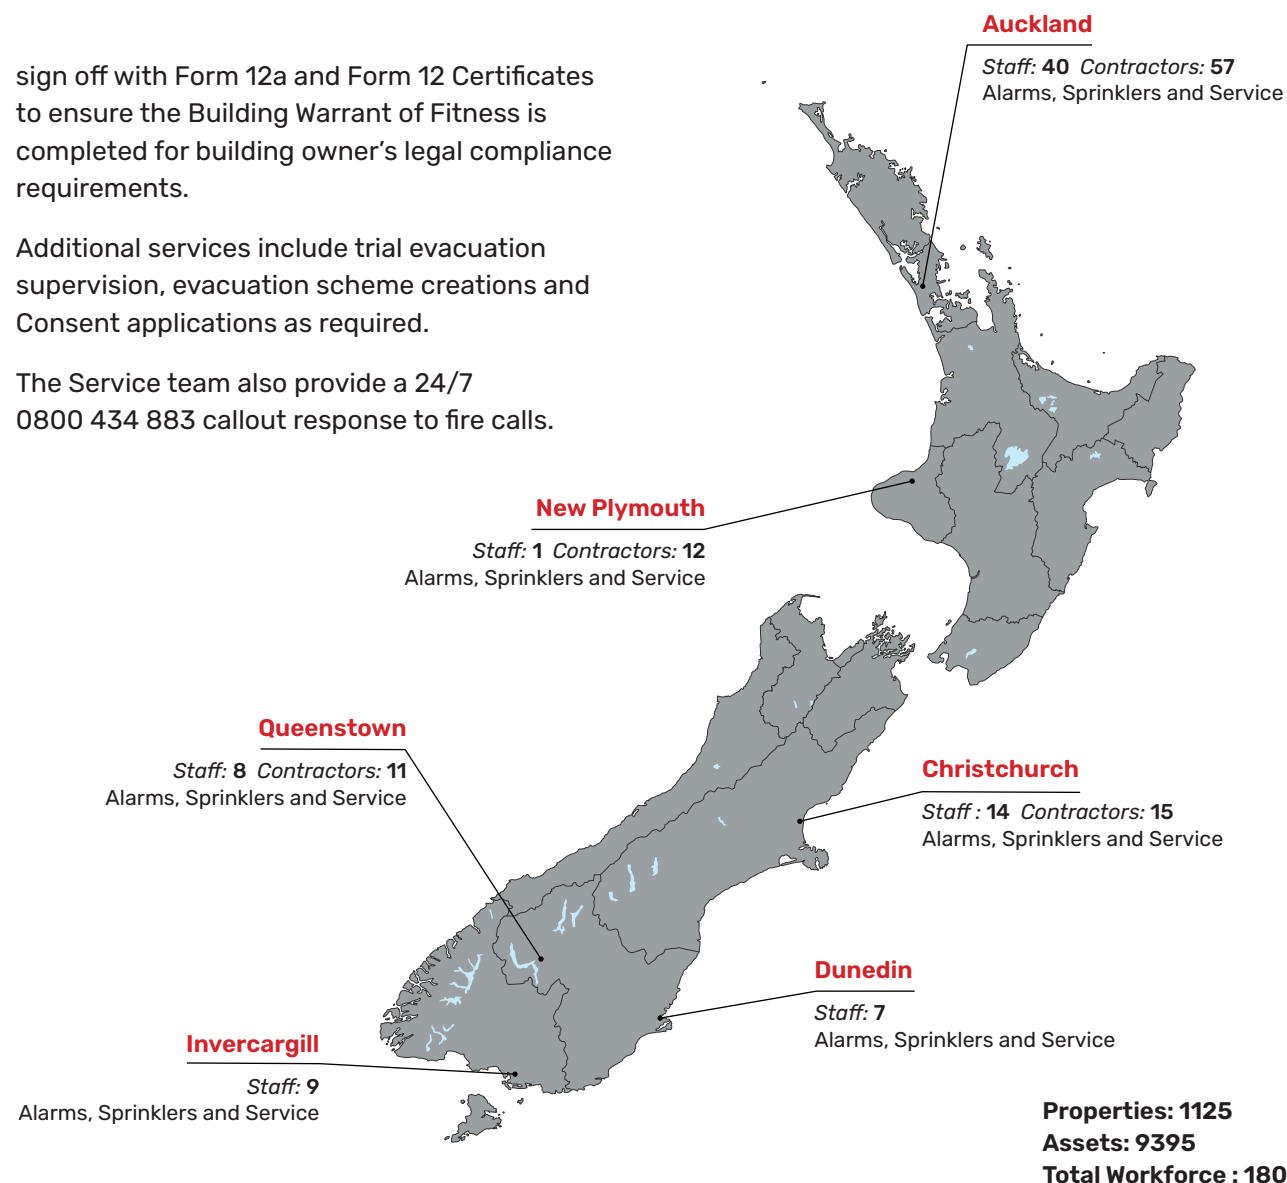 sign off with Form 12a and Form 12 Certificates
to ensure the Building Warrant of Fitness is
completed for building owner’s legal compliance
requirements.
Additional services include trial evacuation
supervision, evacuation scheme creations and
Consent applications as required.
The Service team also provide a 24/7
0800 434 883 callout response to fire calls.
Auckland
Staff: 40 Contractors: 57
Alarms, Sprinklers and Service
New Plymouth
Staff: 1 Contractors: 12
Alarms, Sprinklers and Service
Queenstown
Staff: 8 Contractors: 11
Alarms, Sprinklers and Service
Christchurch
Staff : 14 Contractors: 15
Alarms, Sprinklers and Service
Dunedin
Staff: 7
Alarms, Sprinklers and Service
Invercargill
Staff: 9
Alarms, Sprinklers and Service
Properties: 1125
Assets: 9395
Total Workforce : 180